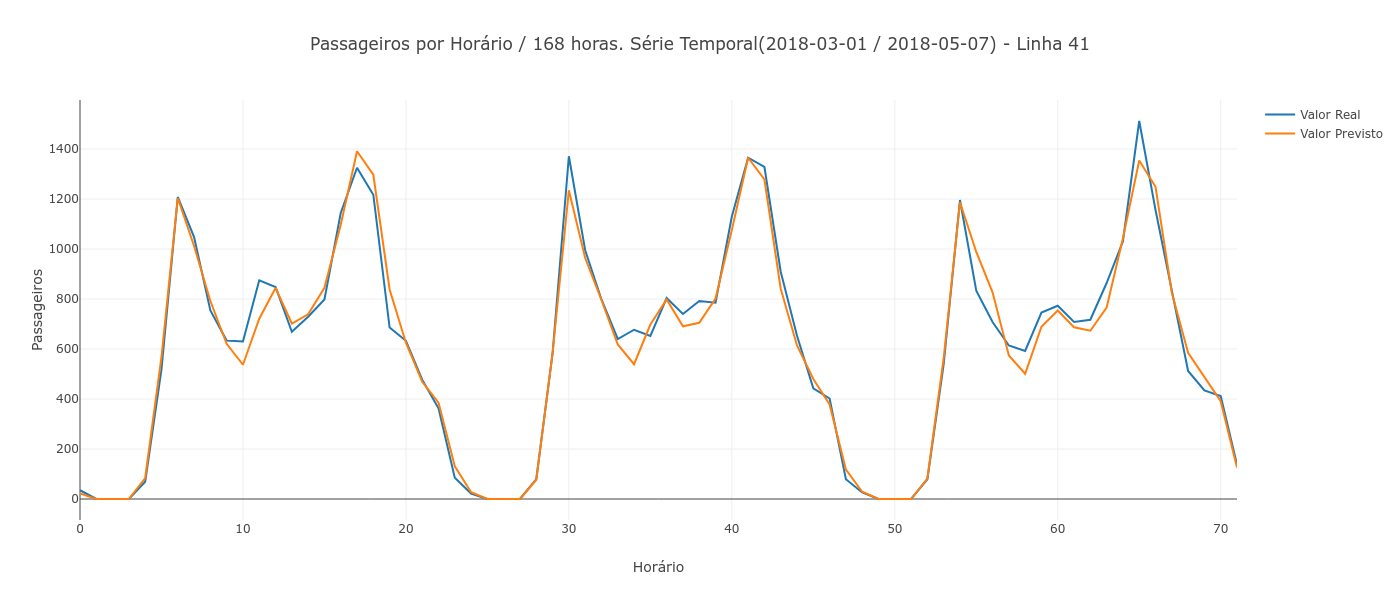 Passageiros por Horário / 168 horas. Série Temporal(2018-03-01 / 2018-05-07) - Linha 41
Valor Real
Valor Previsto
Passageiros
1400
1200
1000
800
600
400
200
0
0 10 20 30 40 50 60 70
Horário